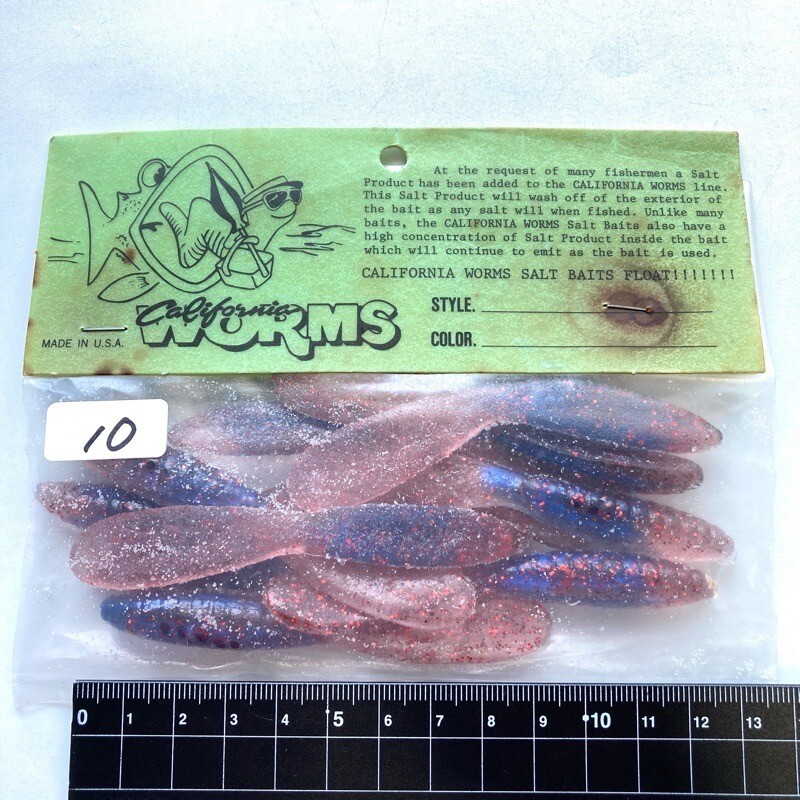 At the request of many fishermen a Salt
Product has been added to the CALIFORNIA WORMS line.
This Salt Product will wash off of the exterior of
the bait as any salt will when fished. Unlike many
baits, the CALIFORNIA WORMS Salt Baits also have a
high concentration of Salt Product inside the bait
which will continue to emit as the bait is used.
CALIFORNIA WORMS SALT BAITS FLOAT!!!!!!!
California
WORMS
MADE IN U.S.A.
STYLE.
COLOR.
10
0 1 2 3 4 5 6 7 8 9 10 11 12 13